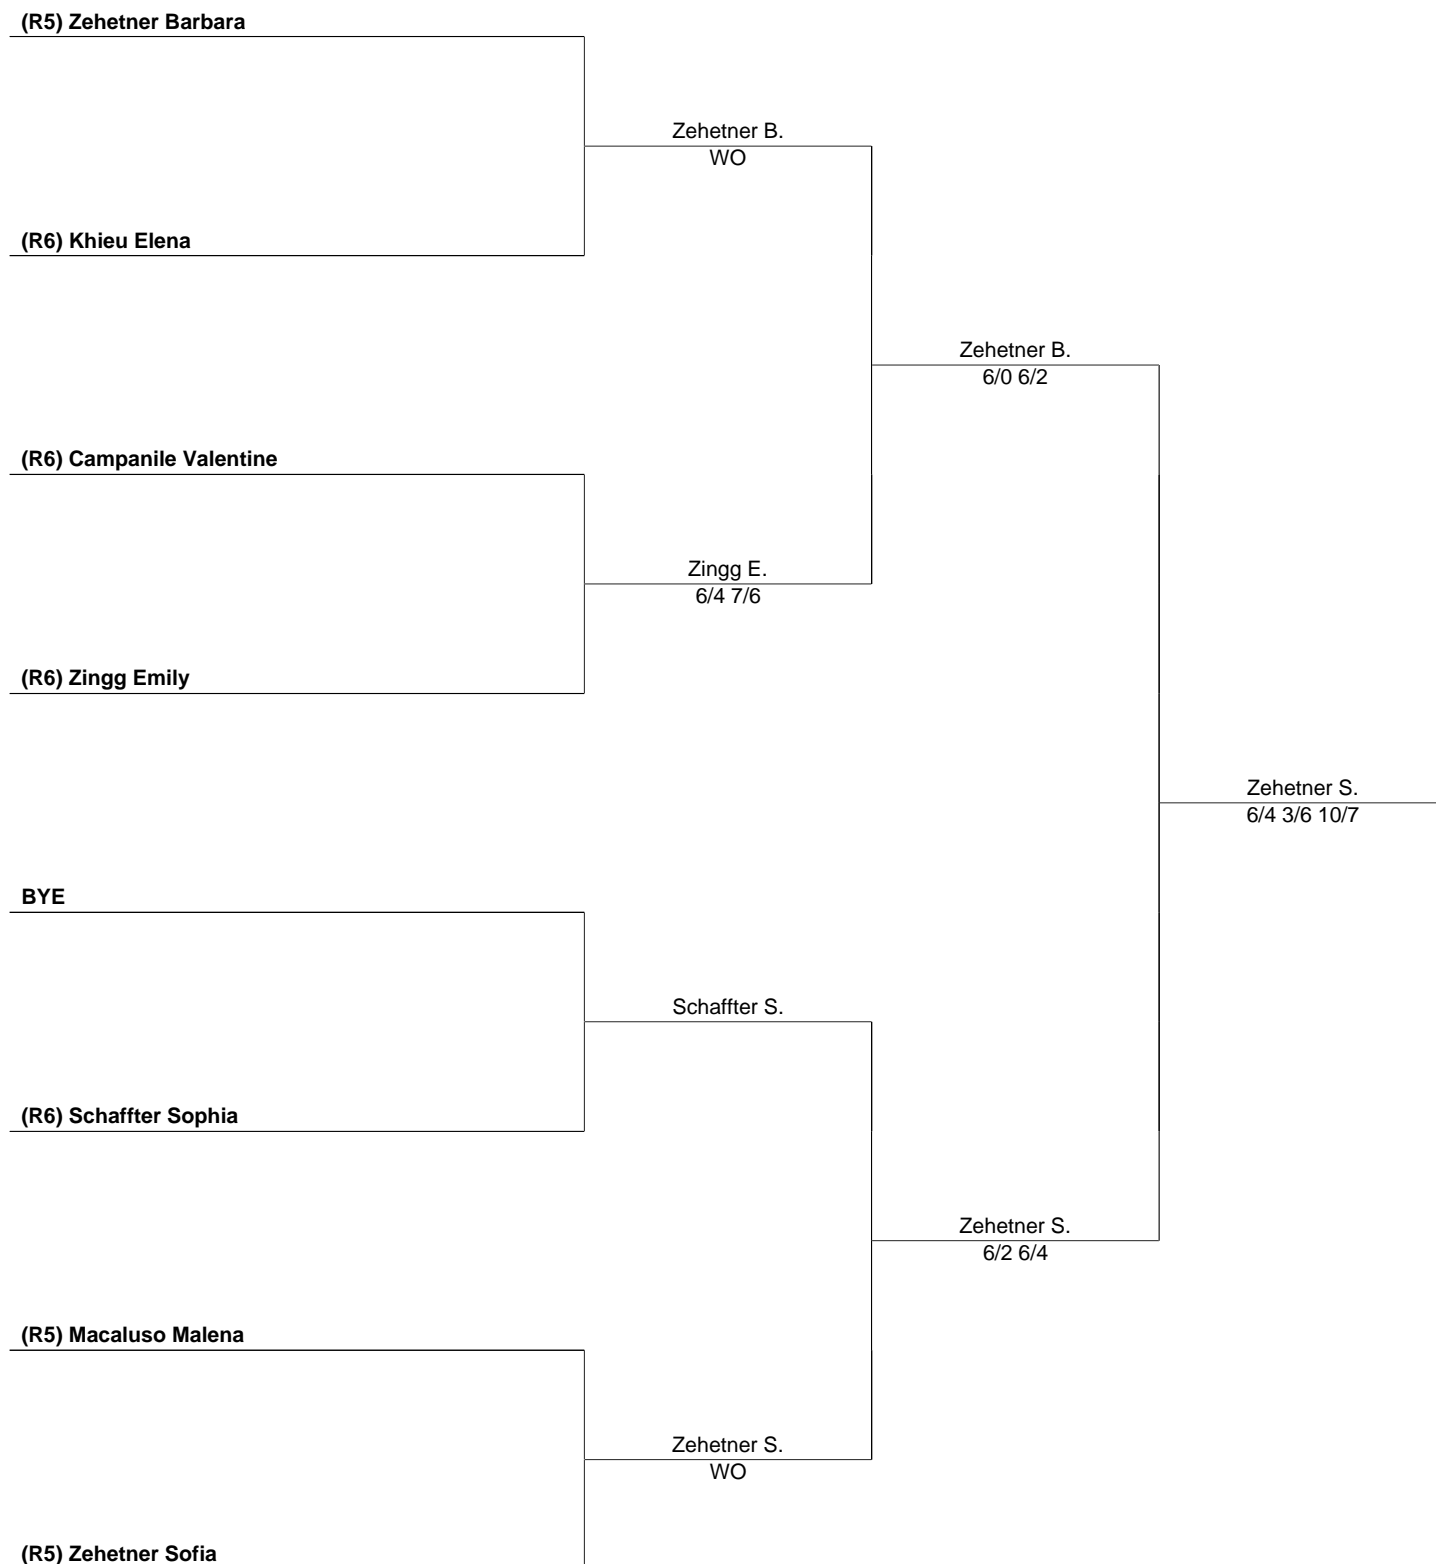 (R5) Zehetner Barbara
Zehetner B.
WO
(R6) Khieu Elena
Zehetner B.
6/0 6/2
(R6) Campanile Valentine
Zingg E.
6/4 7/6
(R6) Zingg Emily
Zehetner S.
6/4 3/6 10/7
BYE
Schaffter S.
(R6) Schaffter Sophia
Zehetner S.
6/2 6/4
(R5) Macaluso Malena
Zehetner S.
WO
(R5) Zehetner Sofia